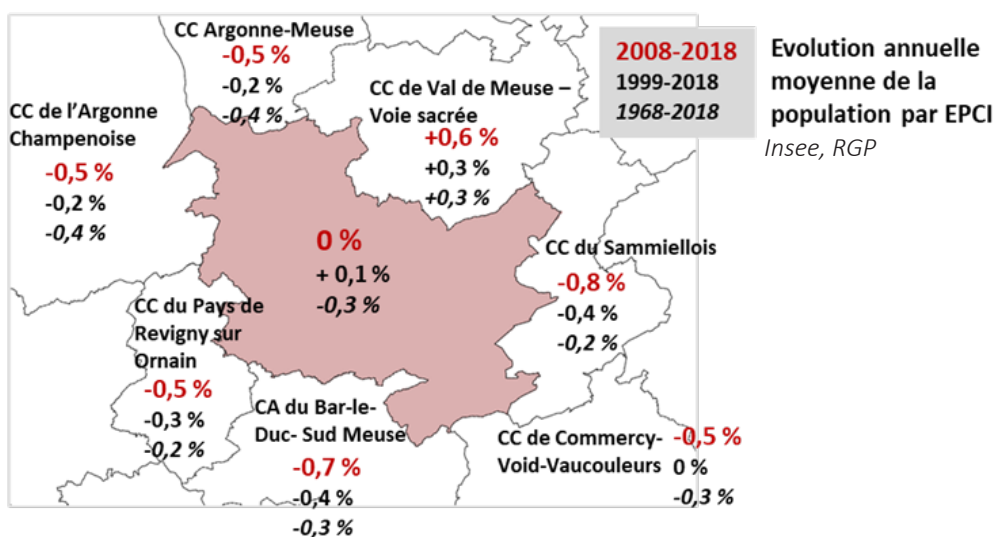 CC Argonne-Meuse
-0,5 %
-0,2 %
-0,4 %
CC de l’Argonne
Champenoise
-0,5 %
-0,2 %
-0,4 %
CC de Val de Meuse –
Voie sacrée
+0,6 %
+0,3 %
+0,3 %
2008-2018
1999-2018
1968-2018
Evolution annuelle
moyenne de la
population par EPCI
Insee, RGP
0 %
+ 0,1 %
-0,3 %
CC du Sammiellois
-0,8 %
-0,4 %
-0,2 %
CC du Pays de
Revigny sur
Ornain
-0,5 %
-0,3 %
-0,2 %
CA du Bar-le-
Duc- Sud Meuse
-0,7 %
-0,4 %
-0,3 %
CC de Commercy-
Void-Vaucouleurs
-0,5 %
0 %
-0,3 %